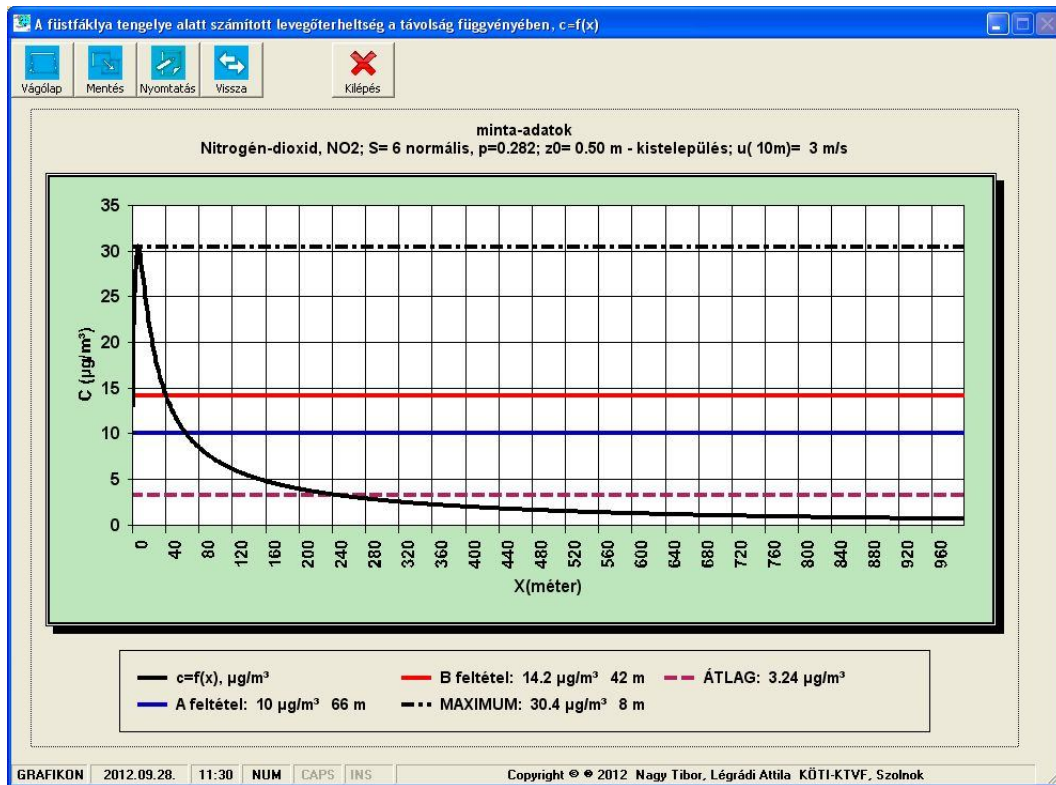 A füstfáklya tengelye alatt számított levegőterheltség a távolság függvényében, c=f(x)
Vágólap Mentés Nyomtatás Vissza Kilépés
minta-adatok
Nitrogén-dioxid, NO2; S= 6 normális, p=0.282; z0= 0.50 m - kistelepülés; u( 10m)= 3 m/s
35
30
25
20
15
10
5
0
C (µg/m³)
0 40 80 120 160 200 240 280 320 360 400 440 480 520 560 600 640 680 720 760 800 840 880 920 960
X(méter)
c=f(x), µg/m³ B feltétel: 14.2 µg/m³ 42 m ÁTLAG: 3.24 µg/m³
A feltétel: 10 µg/m³ 66 m MAXIMUM: 30.4 µg/m³ 8 m
GRAFIKON 2012.09.28. 11:30 NUM CAPS INS Copyright © ® 2012 Nagy Tibor, Légrádi Attila KÖTI-KTVF, Szolnok